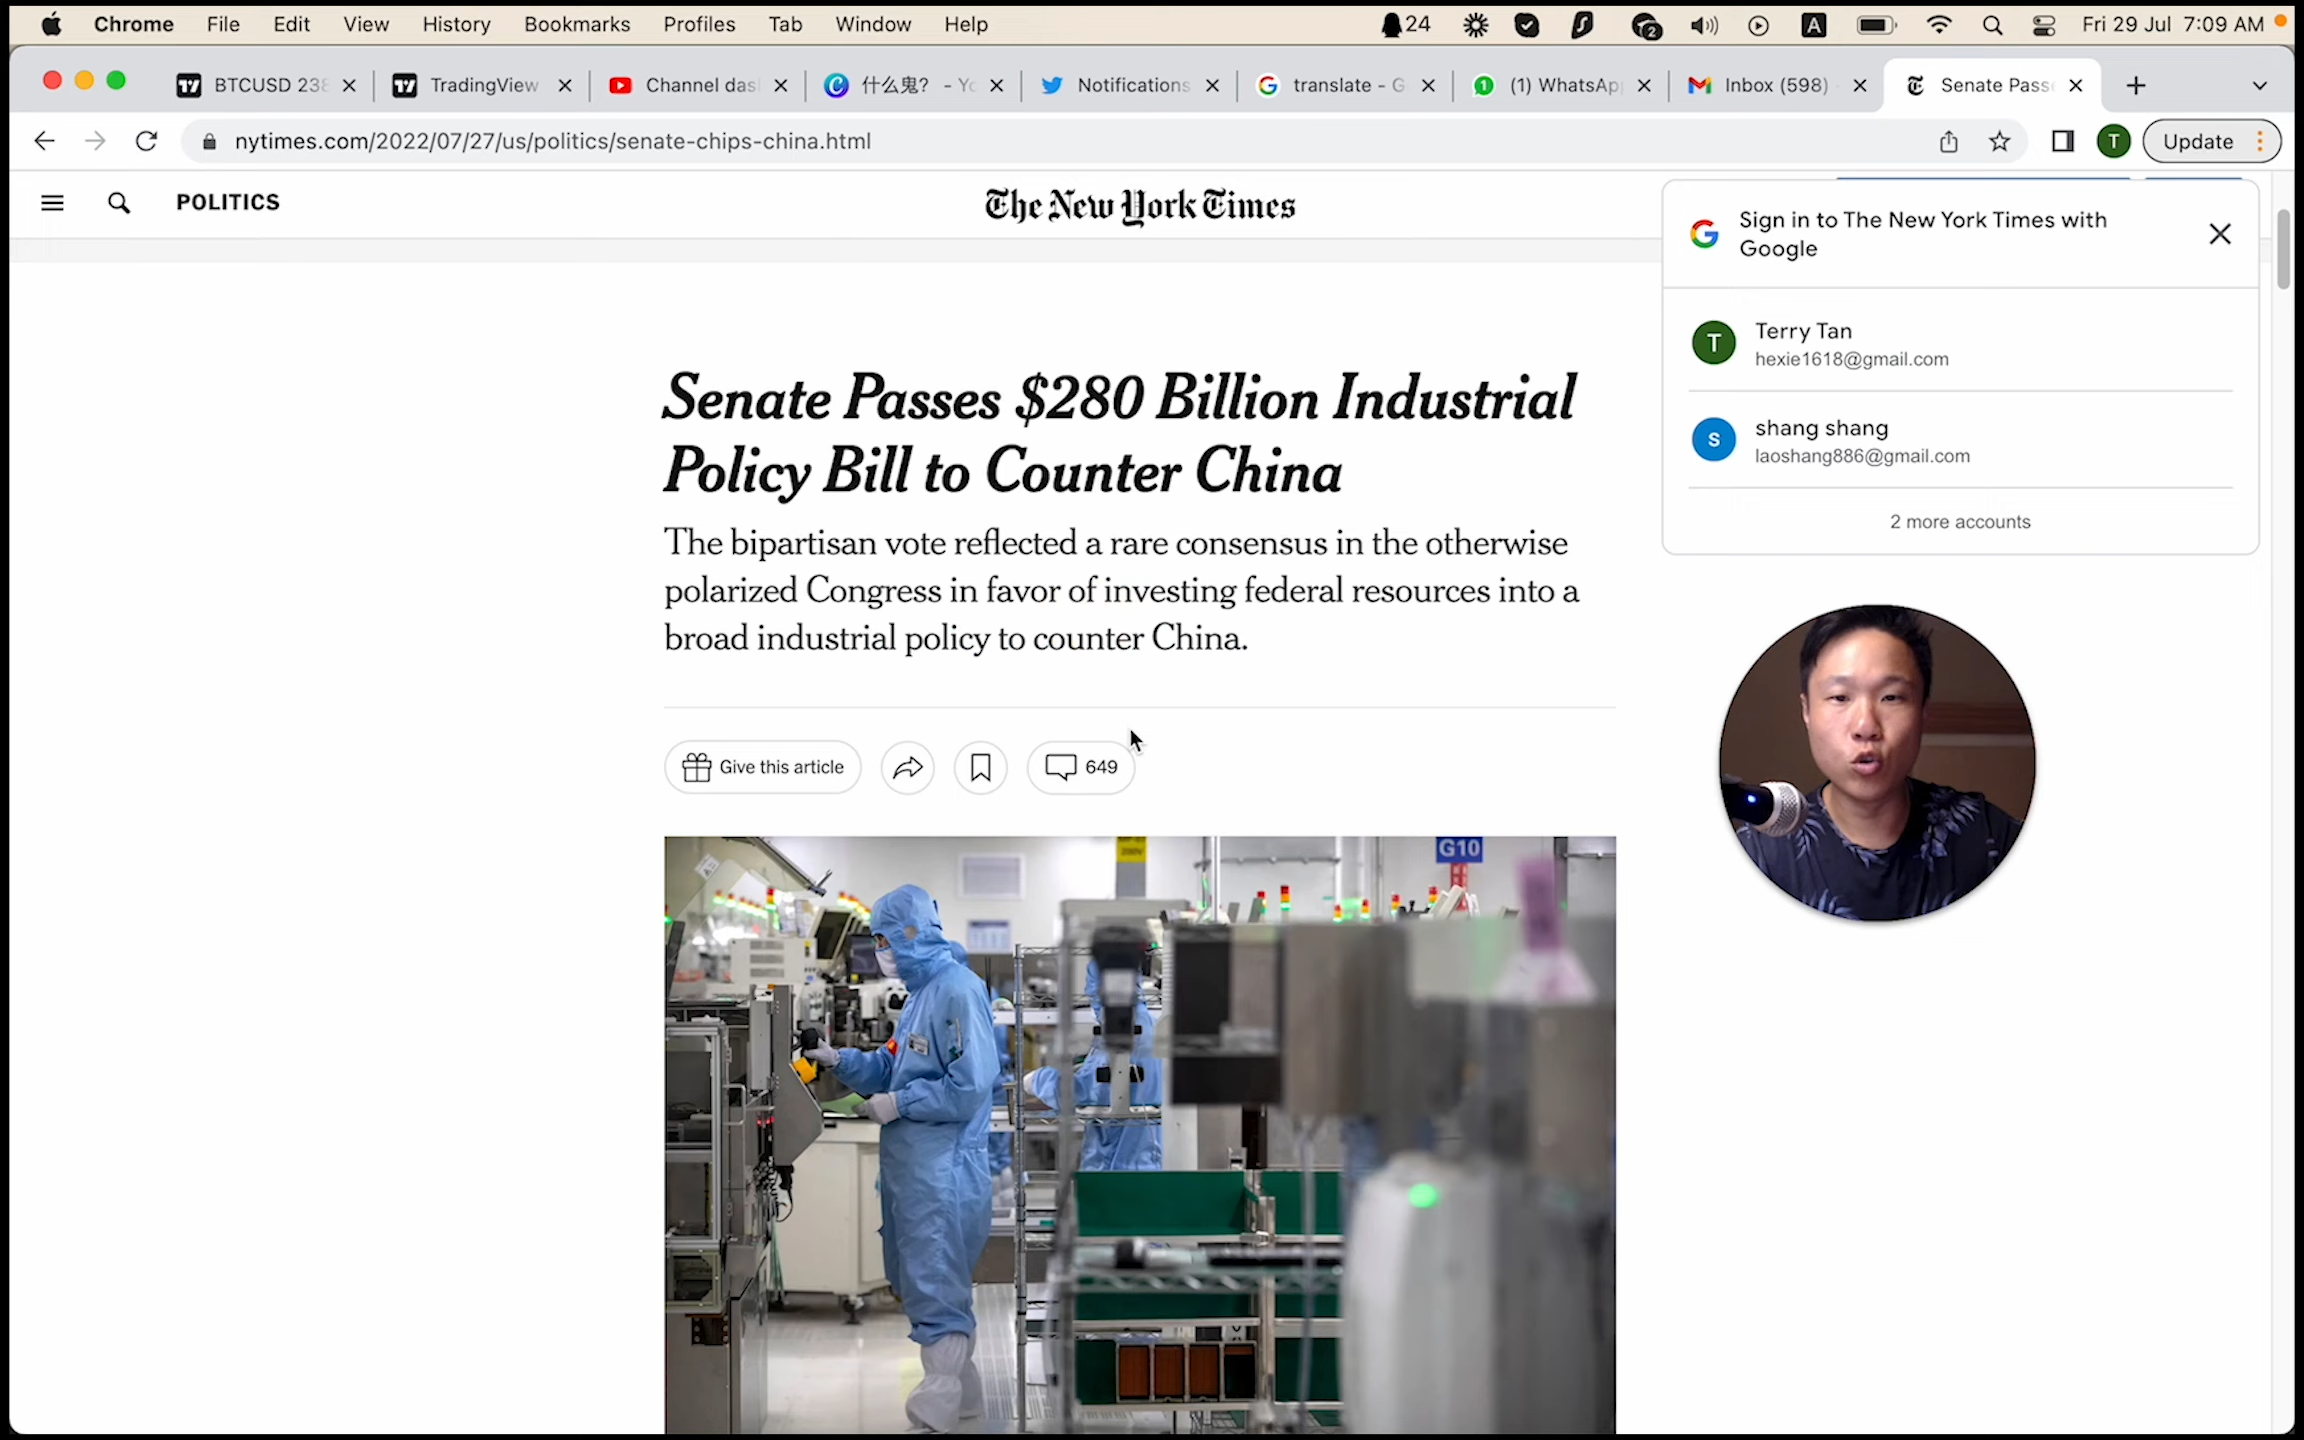 Chrome File Edit View History Bookmarks Profiles Tab Window Help 24 2 A Fri 29 Jul 7:09 AM
BTCUSD 238 TradingView Channel das 什么鬼? - Yo Notifications translate - G (1) WhatsAp Inbox (598) Senate Pass
nytimes.com/2022/07/27/us/politics/senate-chips-china.html T Update
POLITICS The New York Times
Sign in to The New York Times with
Google
T Terry Tan
hexie1618@gmail.com
s shang shang
laoshang886@gmail.com
2 more accounts
Senate Passes $280 Billion Industrial
Policy Bill to Counter China
The bipartisan vote reflected a rare consensus in the otherwise
polarized Congress in favor of investing federal resources into a
broad industrial policy to counter China.
Give this article 649
G10